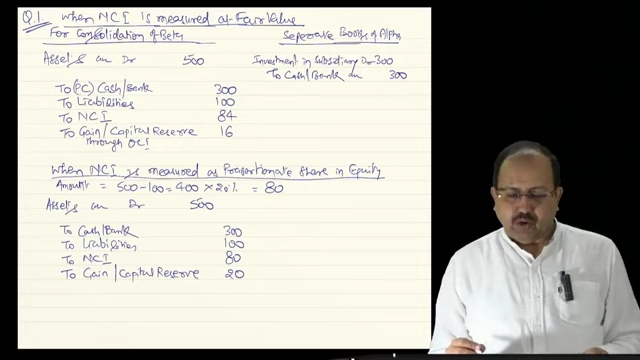 Q.1 When NCI is measured at Fair Value
For Consolidation of Beta
Seperate Books of Alpha
Assets a/c Dr 500
Investment in Subsidiary Dr 300
To Cash/Bank a/c 300
To (PC) Cash/Bank 300
To Liabilities 100
To NCI 84
To Gain/Capital Reserve 16
through OCI
When NCI is measured as Proportionate Share in Equity
Amount = 500-100 = 400 × 20% = 80
Assets a/c Dr 500
To Cash/Bank 300
To Liabilities 100
To NCI 80
To Gain/Capital Reserve 20